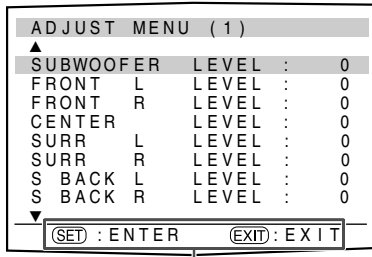 ADJUST MENU (1)
▲
SUBWOOFER LEVEL : 0
FRONT L LEVEL : 0
FRONT R LEVEL : 0
CENTER LEVEL : 0
SURR L LEVEL : 0
SURR R LEVEL : 0
S BACK L LEVEL : 0
S BACK R LEVEL : 0
▼
SET : ENTER EXIT : EXIT